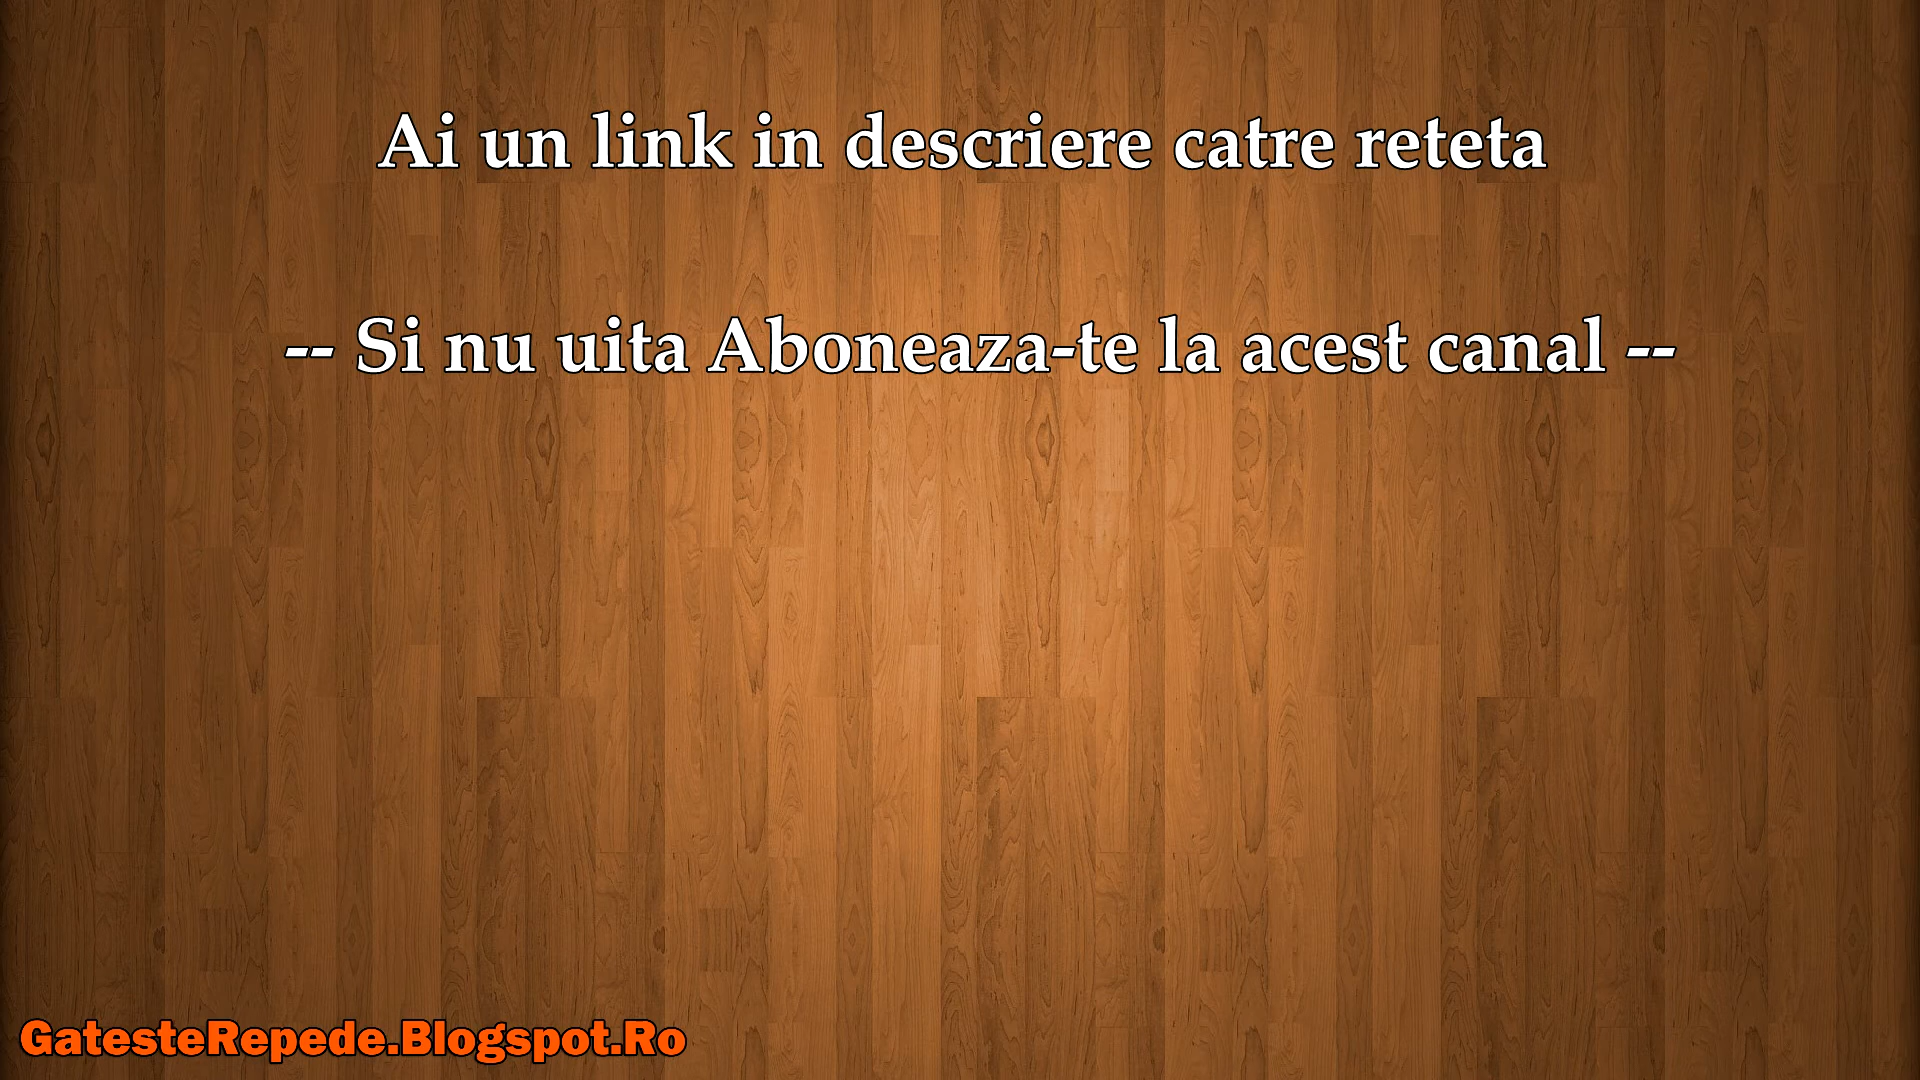 Ai un link in descriere catre reteta
-- Si nu uita Aboneaza-te la acest canal --
GatesteRepede.Blogspot.Ro